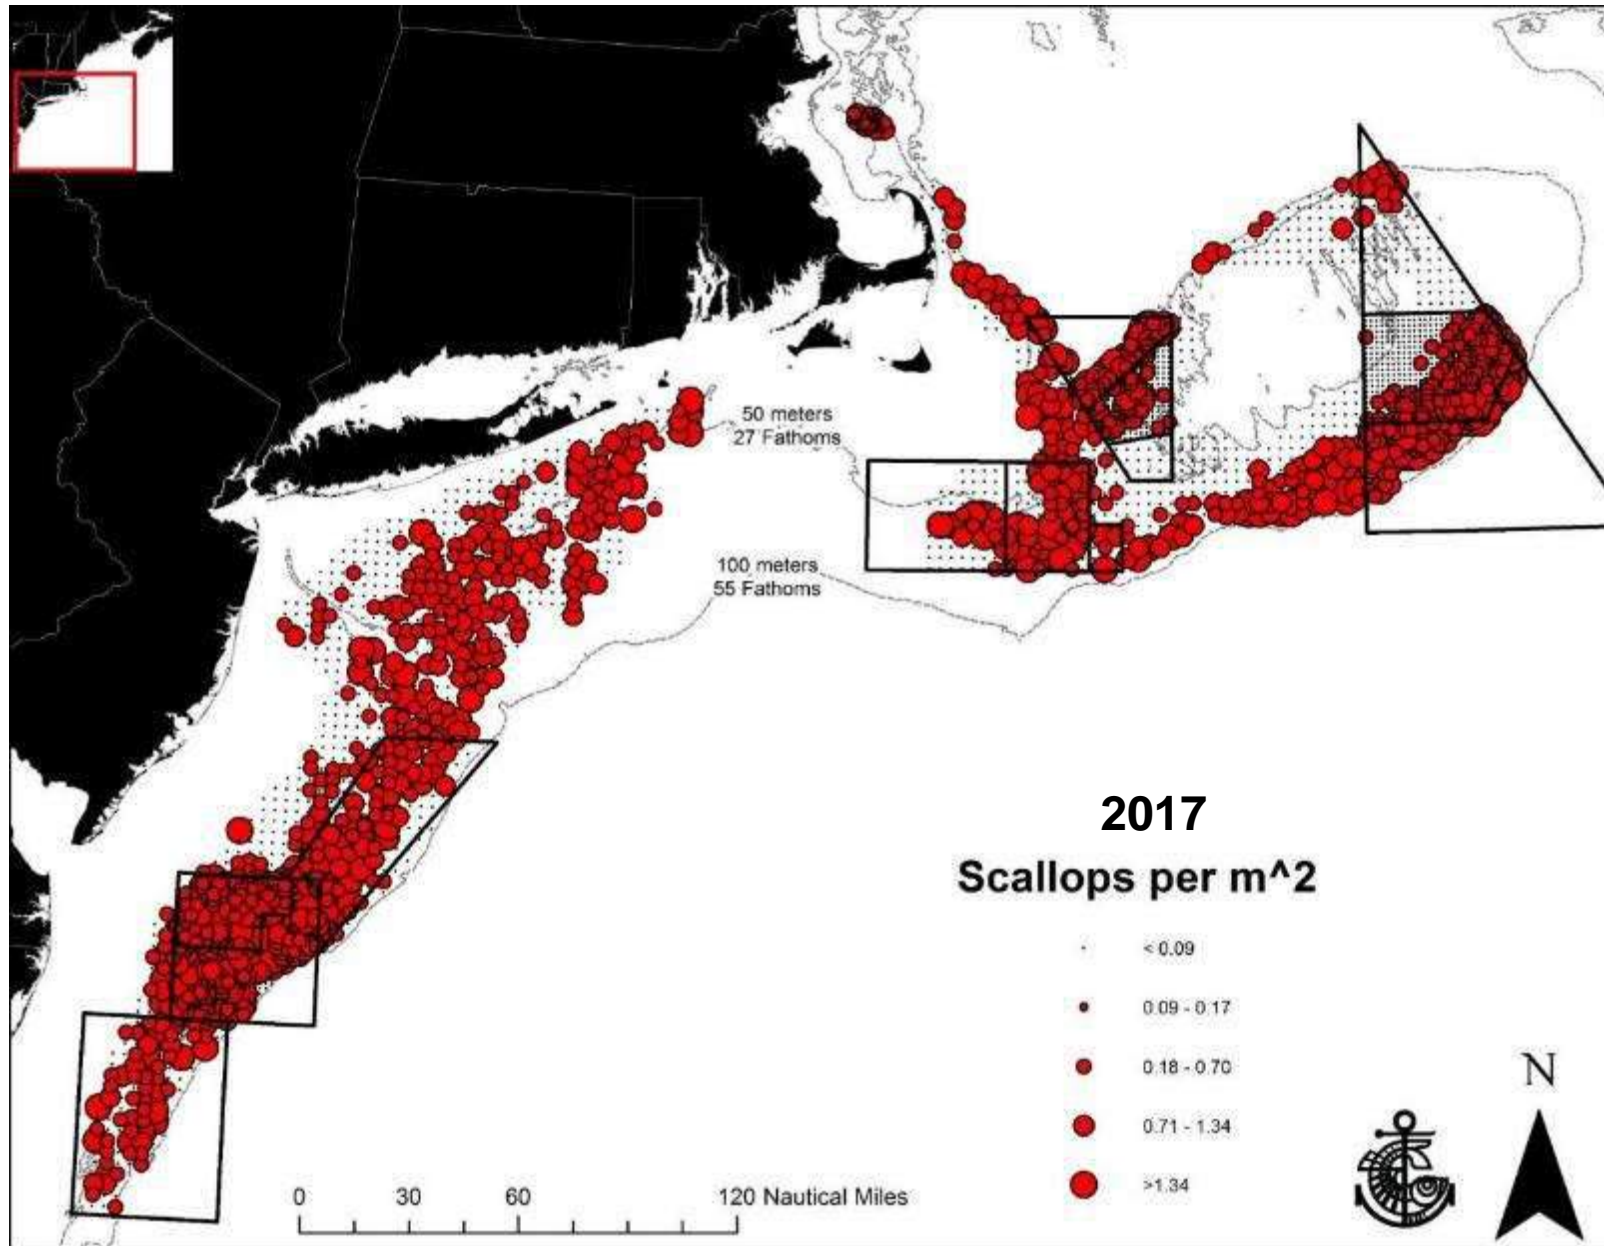 50 meters
27 Fathoms
100 meters
55 Fathoms
2017
Scallops per m^2
< 0.09
0.09 - 0.17
0.18 - 0.70
0.71 - 1.34
>1.34
N
0 30 60 120 Nautical Miles